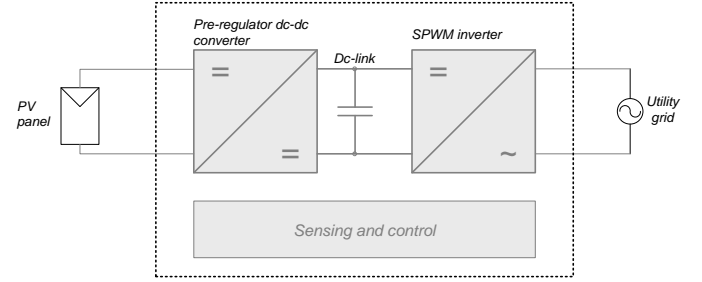 Pre-regulator dc-dc
converter
SPWM inverter
Dc-link
=
=
=
~
PV
panel
Utility
grid
Sensing and control